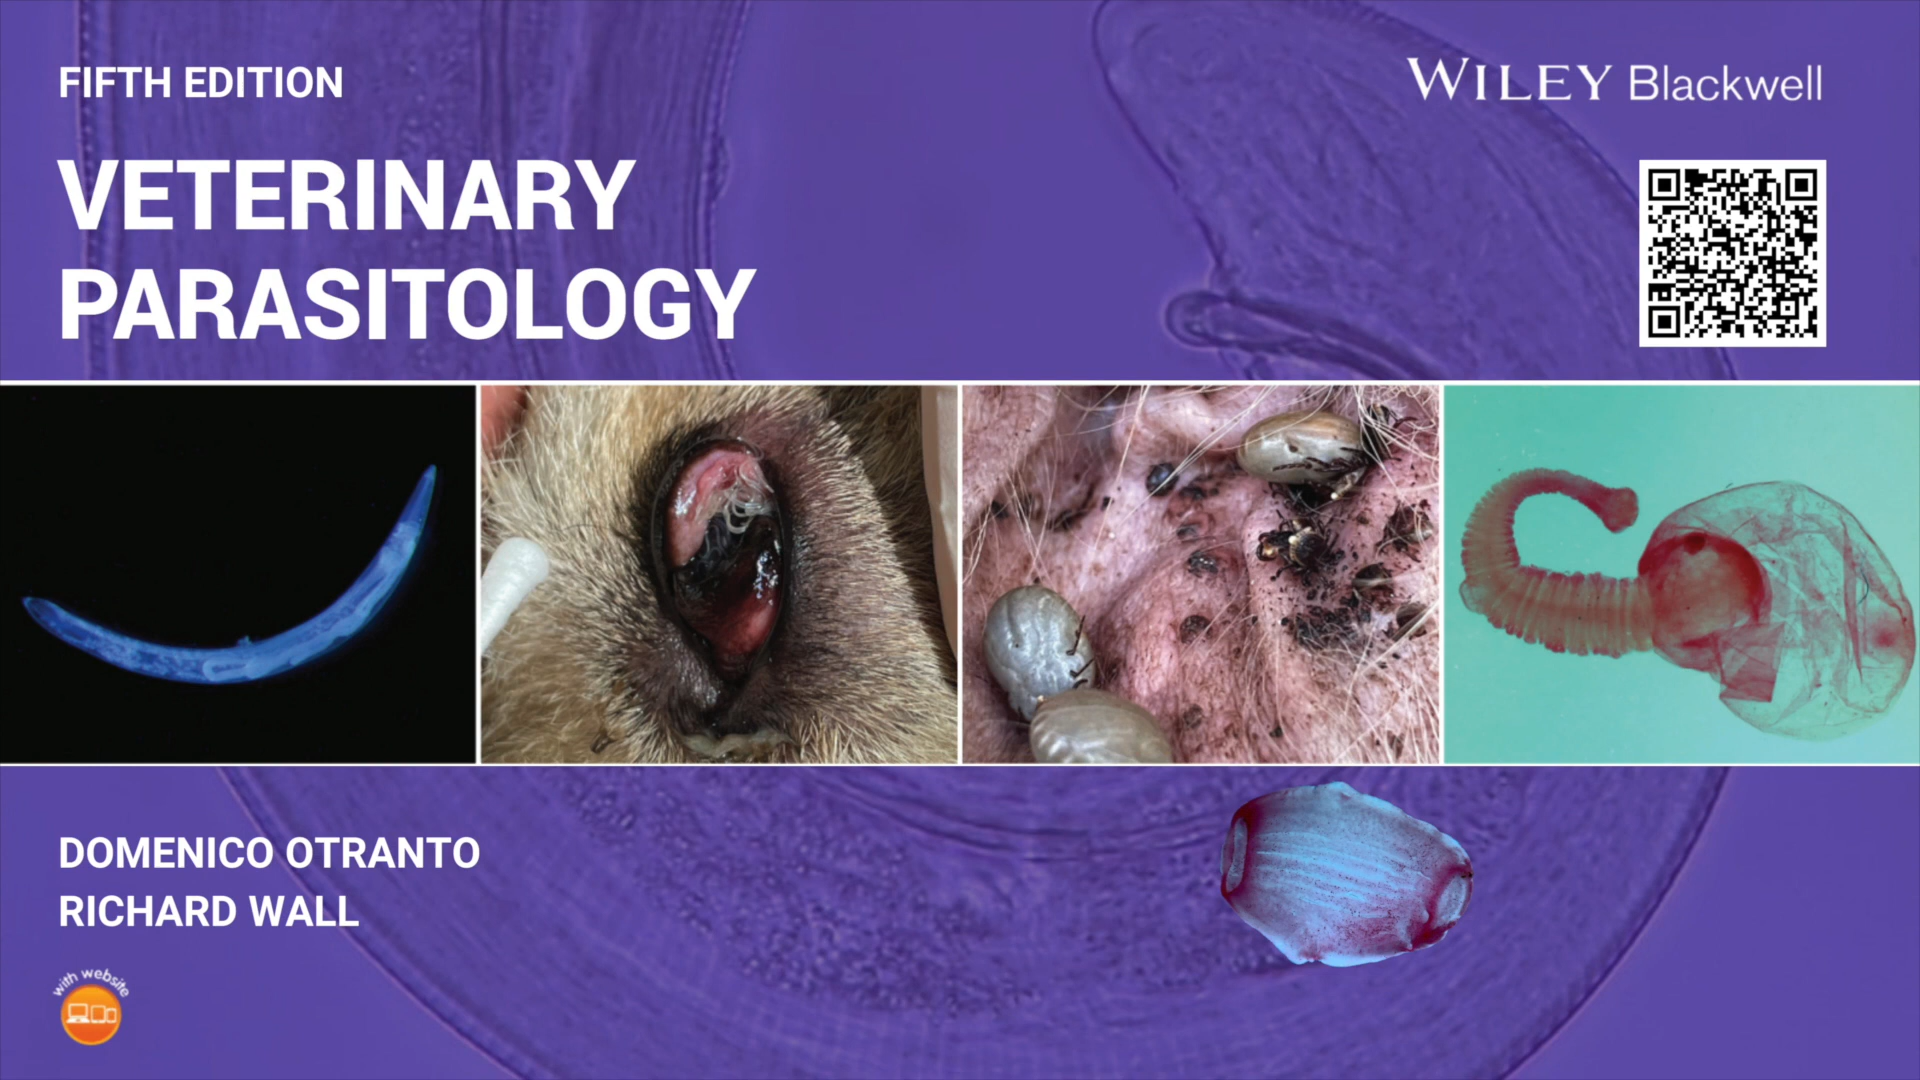 FIFTH EDITION
WILEY Blackwell
VETERINARY
PARASITOLOGY
DOMENICO OTRANTO
RICHARD WALL
with website